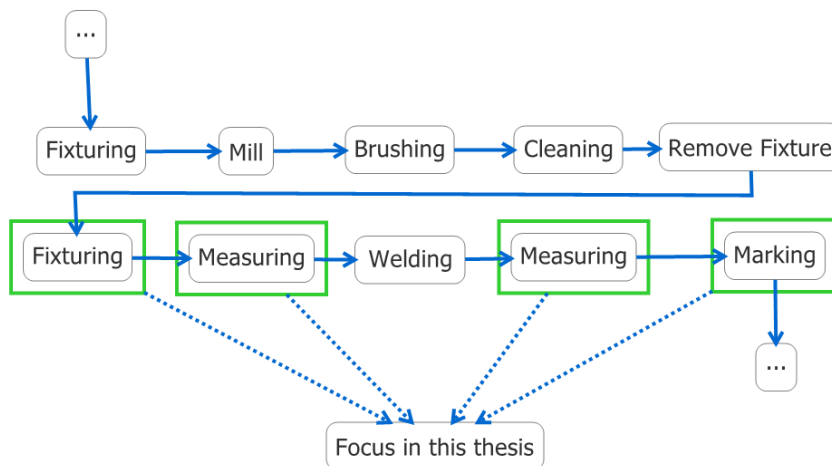 ...
Fixturing
Mill
Brushing
Cleaning
Remove Fixture
Fixturing
Measuring
Welding
Measuring
Marking
...
Focus in this thesis